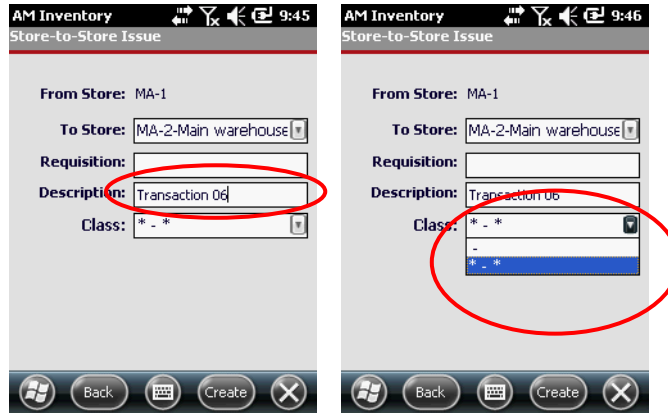 AM Inventory 9:45
Store-to-Store Issue
From Store: MA-1
To Store: MA-2-Main warehouse
Requisition:
Description: Transaction 06
Class: * - *
Back Create
AM Inventory 9:46
Store-to-Store Issue
From Store: MA-1
To Store: MA-2-Main warehouse
Requisition:
Description: Transaction 06
Class: * - *
-
* - *
Back Create